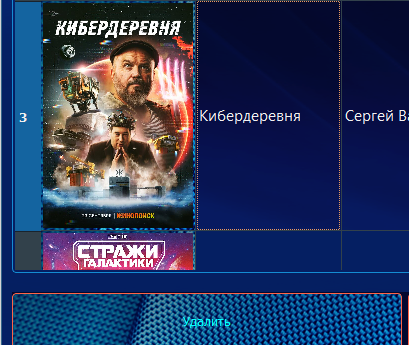 КИБЕРДЕРЕВНЯ
3
Кибердеревня
Сергей Ва
КИНОПОИСК
СТРАЖИ
ГАЛАКТИКИ
Удалить